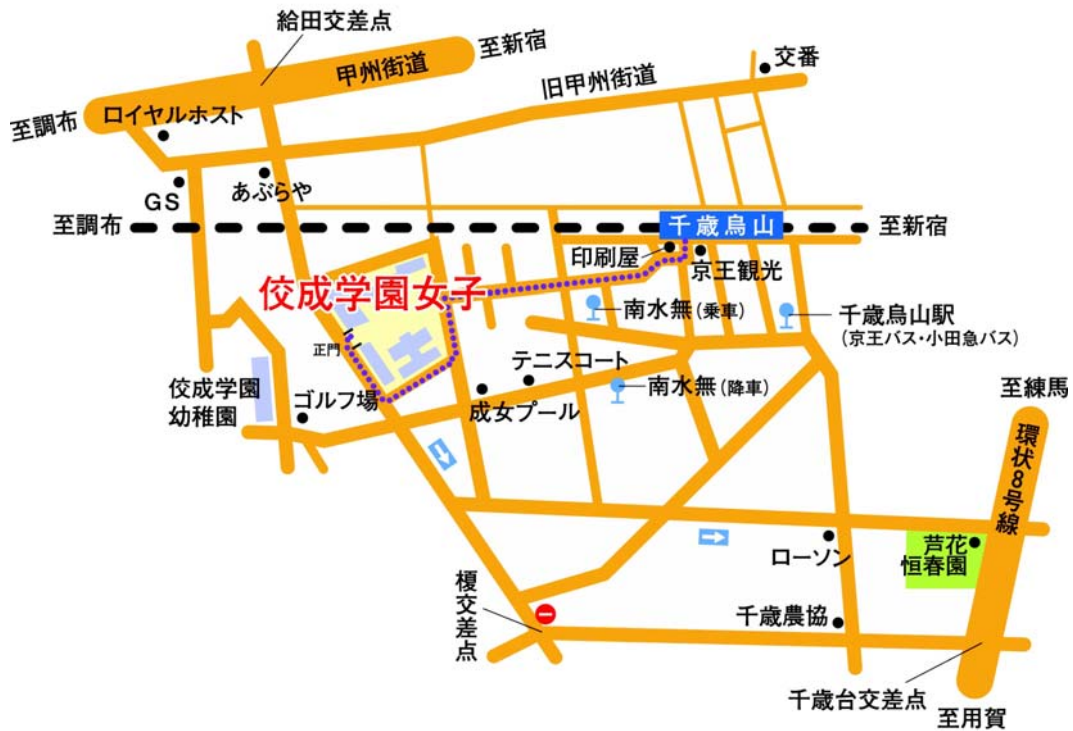 給田交差点
至新宿
甲州街道
交番
旧甲州街道
至調布
ロイヤルホスト
GS
あぶらや
至調布
千歳烏山
至新宿
印刷屋
京王観光
佼成学園女子
南水無(乗車)
千歳烏山駅
(京王バス・小田急バス)
正門
テニスコート
佼成学園
幼稚園
ゴルフ場
成女プール
南水無(降車)
至練馬
環状8号線
ローソン
芦花
恒春園
榎交差点
千歳農協
千歳台交差点
至用賀